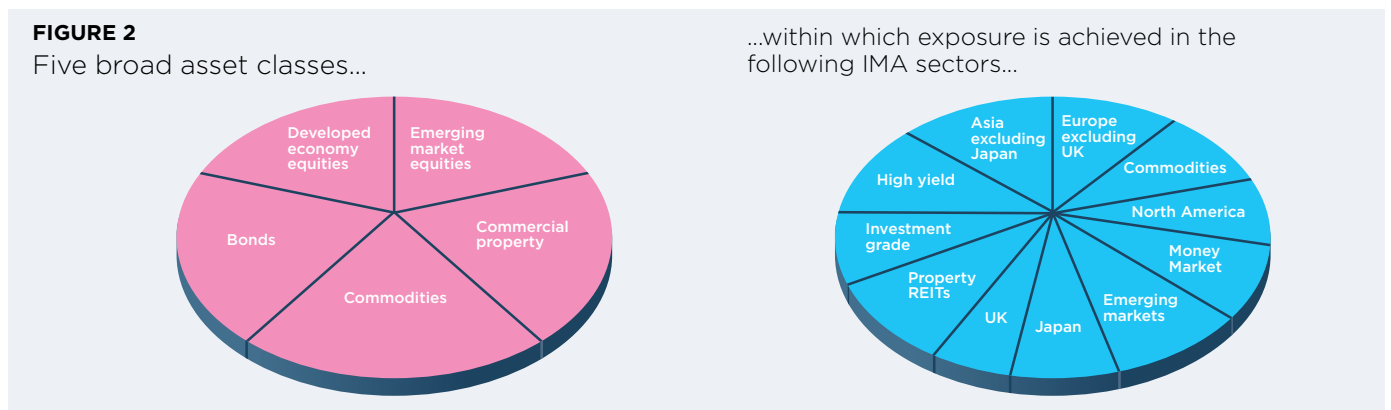 FIGURE 2
Five broad asset classes...
Developed
economy
equities
Emerging
market
equities
Commercial
property
Commodities
Bonds
...within which exposure is achieved in the
following IMA sectors...
Asia
excluding
Japan
Europe
excluding
UK
Commodities
North America
Money
Market
Emerging
markets
Japan
UK
Property
REITs
Investment
grade
High yield